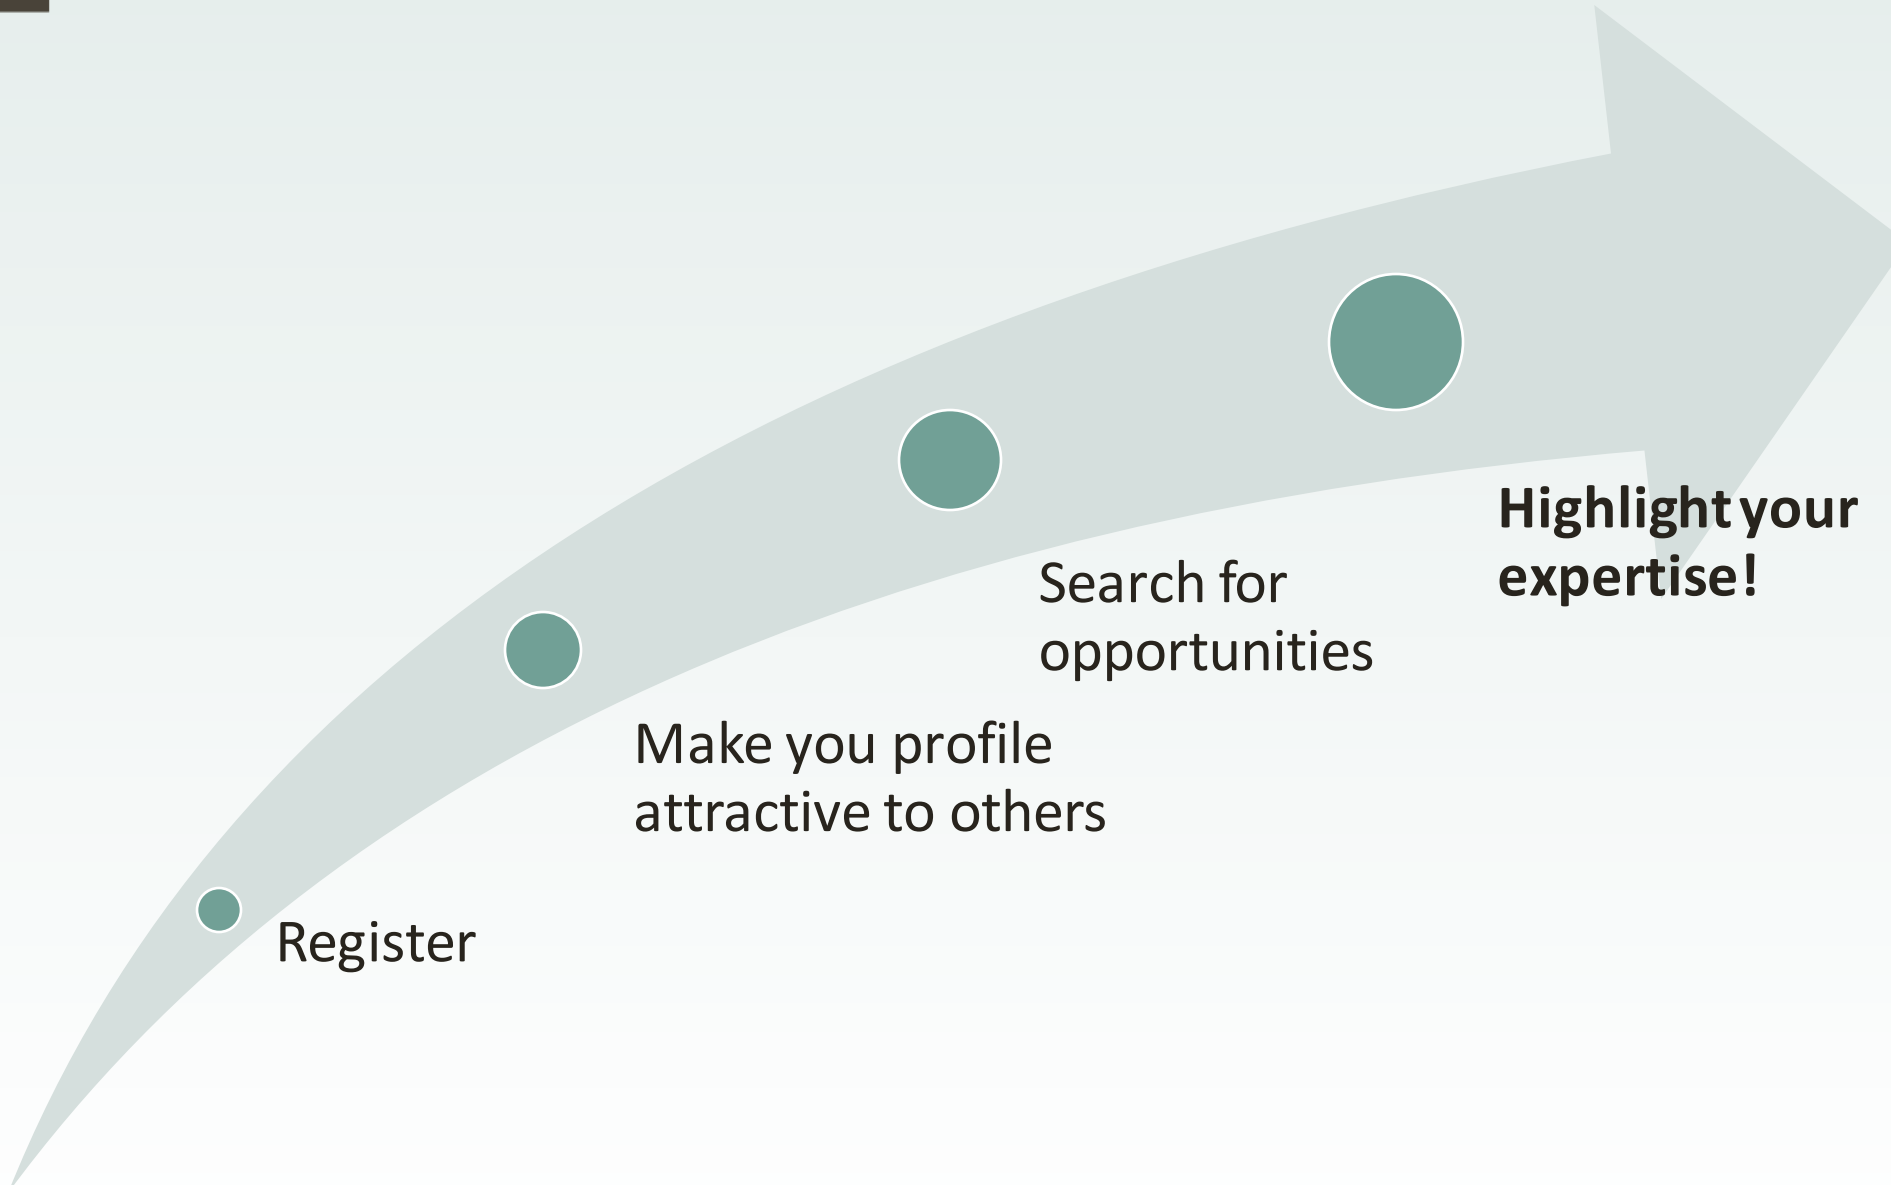 Highlight your
expertise!
Search for
opportunities
Make you profile
attractive to others
Register